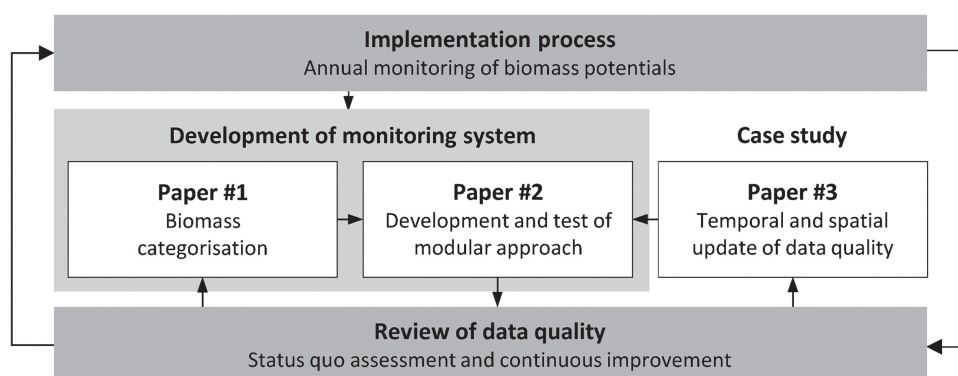 Implementation process
Annual monitoring of biomass potentials
Development of monitoring system
Case study
Paper #1
Biomass
categorisation
Paper #2
Development and test of
modular approach
Paper #3
Temporal and spatial
update of data quality
Review of data quality
Status quo assessment and continuous improvement